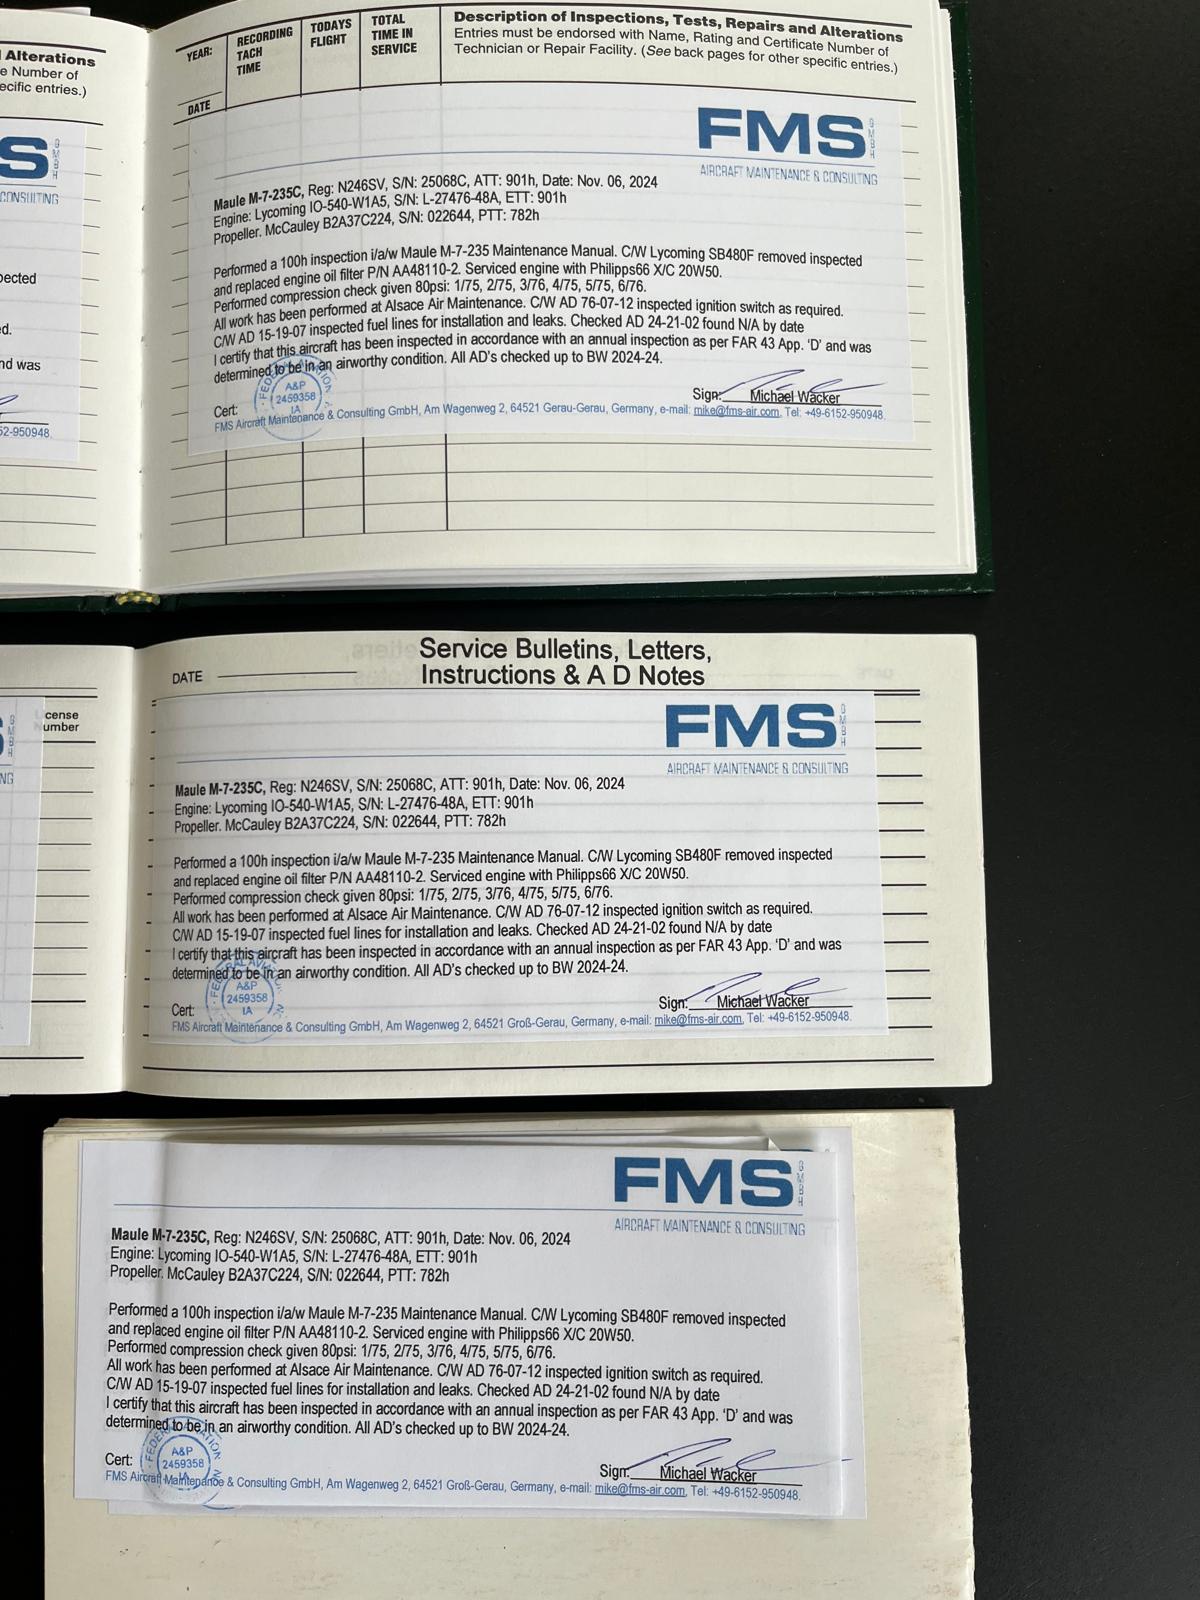 Alterations
e Number of
ecific entries.)
S
GMBH
CONSULTING
pected
d.
nd was
52-950948.
YEAR:
DATE
RECORDING TACH TIME
TODAYS FLIGHT
TOTAL TIME IN SERVICE
Description of Inspections, Tests, Repairs and Alterations
Entries must be endorsed with Name, Rating and Certificate Number of
Technician or Repair Facility. (See back pages for other specific entries.)
FMS GMBH
AIRCRAFT MAINTENANCE & CONSULTING
Maule M-7-235C, Reg: N246SV, S/N: 25068C, ATT: 901h, Date: Nov. 06, 2024
Engine: Lycoming IO-540-W1A5, S/N: L-27476-48A, ETT: 901h
Propeller. McCauley B2A37C224, S/N: 022644, PTT: 782h
Performed a 100h inspection i/a/w Maule M-7-235 Maintenance Manual. C/W Lycoming SB480F removed inspected
and replaced engine oil filter P/N AA48110-2. Serviced engine with Philipps66 X/C 20W50.
Performed compression check given 80psi: 1/75, 2/75, 3/76, 4/75, 5/75, 6/76.
All work has been performed at Alsace Air Maintenance. C/W AD 76-07-12 inspected ignition switch as required.
C/W AD 15-19-07 inspected fuel lines for installation and leaks. Checked AD 24-21-02 found N/A by date
I certify that this aircraft has been inspected in accordance with an annual inspection as per FAR 43 App. 'D' and was
determined to be in an airworthy condition. All AD's checked up to BW 2024-24.
A&P
2459358
IA
Cert:
Sign: Michael Wacker
FMS Aircraft Maintenance & Consulting GmbH, Am Wagenweg 2, 64521 Gerau-Gerau, Germany, e-mail: mike@fms-air.com, Tel: +49-6152-950948.
License
Number
S
GMBH
NG
DATE
Service Bulletins, Letters,
Instructions & A D Notes
FMS GMBH
AIRCRAFT MAINTENANCE & CONSULTING
Maule M-7-235C, Reg: N246SV, S/N: 25068C, ATT: 901h, Date: Nov. 06, 2024
Engine: Lycoming IO-540-W1A5, S/N: L-27476-48A, ETT: 901h
Propeller. McCauley B2A37C224, S/N: 022644, PTT: 782h
Performed a 100h inspection i/a/w Maule M-7-235 Maintenance Manual. C/W Lycoming SB480F removed inspected
and replaced engine oil filter P/N AA48110-2. Serviced engine with Philipps66 X/C 20W50.
Performed compression check given 80psi: 1/75, 2/75, 3/76, 4/75, 5/75, 6/76.
All work has been performed at Alsace Air Maintenance. C/W AD 76-07-12 inspected ignition switch as required.
C/W AD 15-19-07 inspected fuel lines for installation and leaks. Checked AD 24-21-02 found N/A by date
I certify that this aircraft has been inspected in accordance with an annual inspection as per FAR 43 App. 'D' and was
determined to be in an airworthy condition. All AD's checked up to BW 2024-24.
FEDERAL AVIATION
A&P
2459358
IA
Cert:
Sign: Michael Wacker
FMS Aircraft Maintenance & Consulting GmbH, Am Wagenweg 2, 64521 Groß-Gerau, Germany, e-mail: mike@fms-air.com, Tel: +49-6152-950948.
FMS GMBH
AIRCRAFT MAINTENANCE & CONSULTING
Maule M-7-235C, Reg: N246SV, S/N: 25068C, ATT: 901h, Date: Nov. 06, 2024
Engine: Lycoming IO-540-W1A5, S/N: L-27476-48A, ETT: 901h
Propeller. McCauley B2A37C224, S/N: 022644, PTT: 782h
Performed a 100h inspection i/a/w Maule M-7-235 Maintenance Manual. C/W Lycoming SB480F removed inspected
and replaced engine oil filter P/N AA48110-2. Serviced engine with Philipps66 X/C 20W50.
Performed compression check given 80psi: 1/75, 2/75, 3/76, 4/75, 5/75, 6/76.
All work has been performed at Alsace Air Maintenance. C/W AD 76-07-12 inspected ignition switch as required.
C/W AD 15-19-07 inspected fuel lines for installation and leaks. Checked AD 24-21-02 found N/A by date
I certify that this aircraft has been inspected in accordance with an annual inspection as per FAR 43 App. 'D' and was
determined to be in an airworthy condition. All AD's checked up to BW 2024-24.
A&P
2459358
IA
Cert:
Sign: Michael Wacker
FMS Aircraft Maintenance & Consulting GmbH, Am Wagenweg 2, 64521 Groß-Gerau, Germany, e-mail: mike@fms-air.com, Tel: +49-6152-950948.